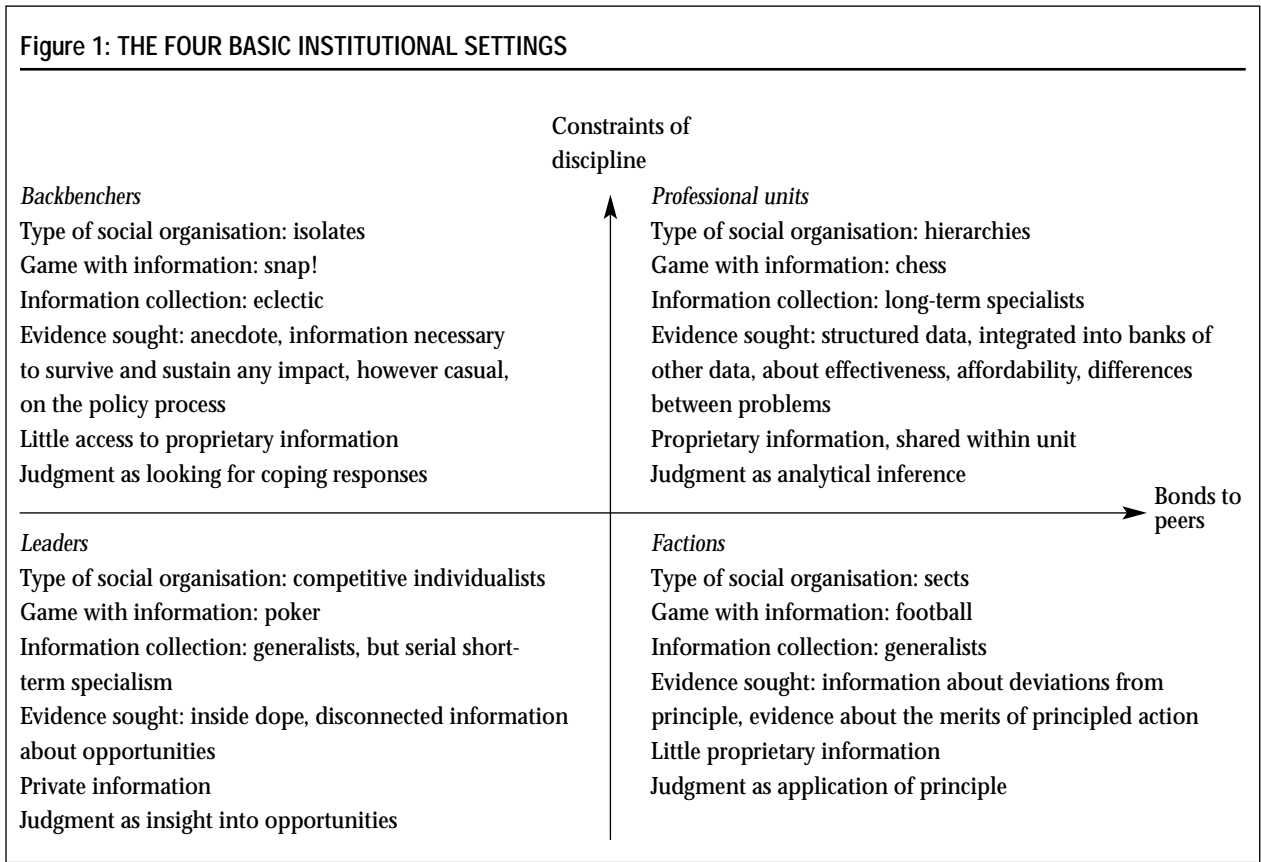 Figure 1: THE FOUR BASIC INSTITUTIONAL SETTINGS
Constraints of
discipline
Backbenchers
Type of social organisation: isolates
Game with information: snap!
Information collection: eclectic
Evidence sought: anecdote, information necessary
to survive and sustain any impact, however casual,
on the policy process
Little access to proprietary information
Judgment as looking for coping responses
Professional units
Type of social organisation: hierarchies
Game with information: chess
Information collection: long-term specialists
Evidence sought: structured data, integrated into banks of
other data, about effectiveness, affordability, differences
between problems
Proprietary information, shared within unit
Judgment as analytical inference
Bonds to
peers
Leaders
Type of social organisation: competitive individualists
Game with information: poker
Information collection: generalists, but serial short-
term specialism
Evidence sought: inside dope, disconnected information
about opportunities
Private information
Judgment as insight into opportunities
Factions
Type of social organisation: sects
Game with information: football
Information collection: generalists
Evidence sought: information about deviations from
principle, evidence about the merits of principled action
Little proprietary information
Judgment as application of principle